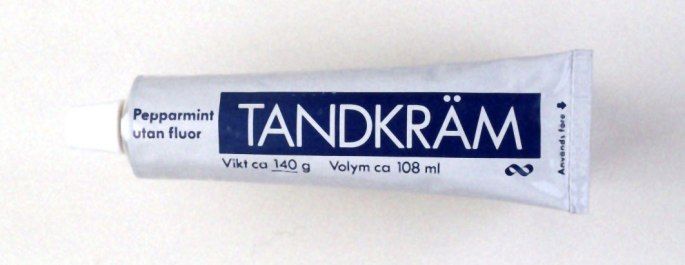 Pepparmint
utan fluor
TANDKRÄM
Vikt ca 140 g Volym ca 108 ml
Används före